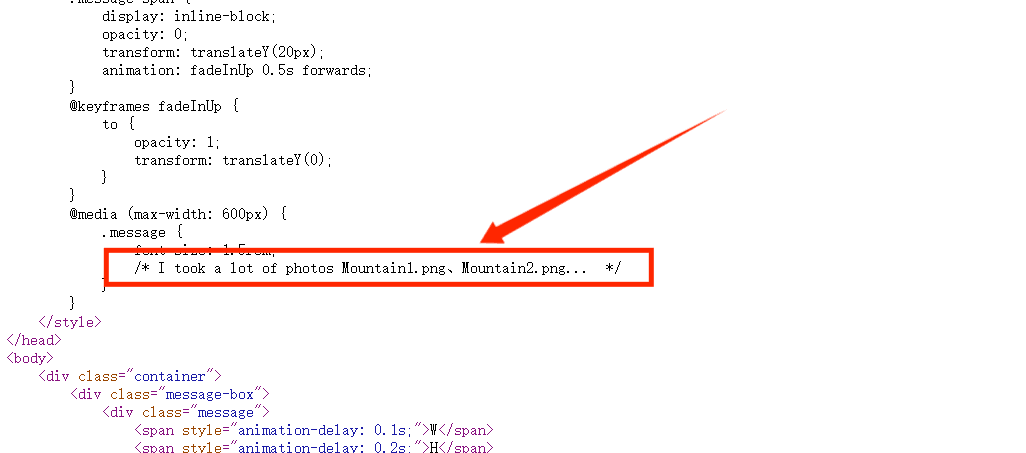 .message span {
display: inline-block;
opacity: 0;
transform: translateY(20px);
animation: fadeInUp 0.5s forwards;
}
@keyframes fadeInUp {
to {
opacity: 1;
transform: translateY(0);
}
}
@media (max-width: 600px) {
.message {
font-size: 1.5rem;
/* I took a lot of photos Mountain1.png、Mountain2.png... */
}
}
</style>
</head>
<body>
<div class="container">
<div class="message-box">
<div class="message">
<span style="animation-delay: 0.1s;">W</span>
<span style="animation-delay: 0.2s;">H</span>